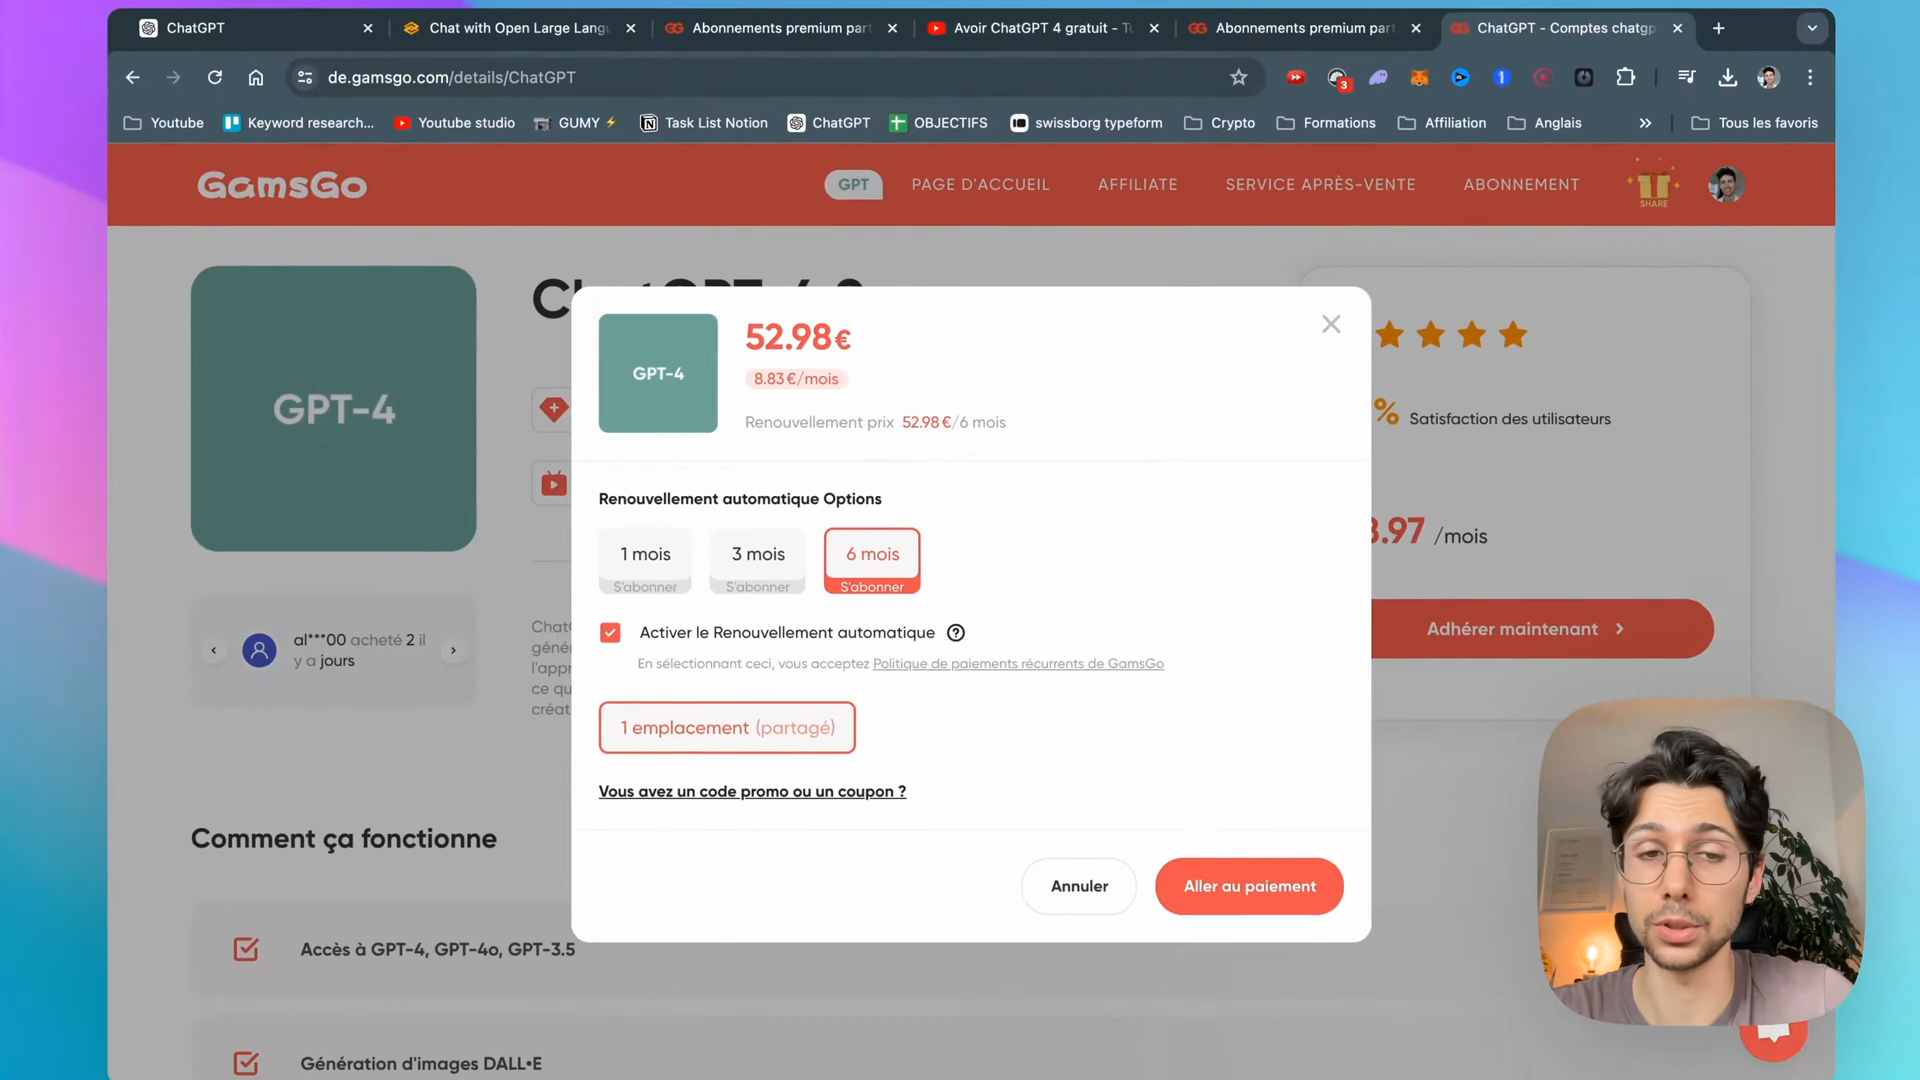 ChatGPT
Chat with Open Large Langu
Abonnements premium part
Avoir ChatGPT 4 gratuit - Tu
Abonnements premium part
ChatGPT - Comptes chatgp
de.gamsgo.com/details/ChatGPT
3
Youtube
Keyword research...
Youtube studio
GUMY
Task List Notion
ChatGPT
OBJECTIFS
swissborg typeform
Crypto
Formations
Affiliation
Anglais
Tous les favoris
GamsGo
GPT
PAGE D'ACCUEIL
AFFILIATE
SERVICE APRÈS-VENTE
ABONNEMENT
SHARE
GPT-4
GPT-4
52.98€
8.83€/mois
Renouvellement prix 52.98€/6 mois
Satisfaction des utilisateurs
/mois
Renouvellement automatique Options
1 mois
S'abonner
3 mois
S'abonner
6 mois
S'abonner
Activer le Renouvellement automatique
En sélectionnant ceci, vous acceptez Politique de paiements récurrents de GamsGo
1 emplacement (partagé)
Vous avez un code promo ou un coupon ?
Annuler
Aller au paiement
Adhérer maintenant
al***00 acheté 2 il
y a jours
Comment ça fonctionne
Accès à GPT-4, GPT-4o, GPT-3.5
Génération d'images DALL•E